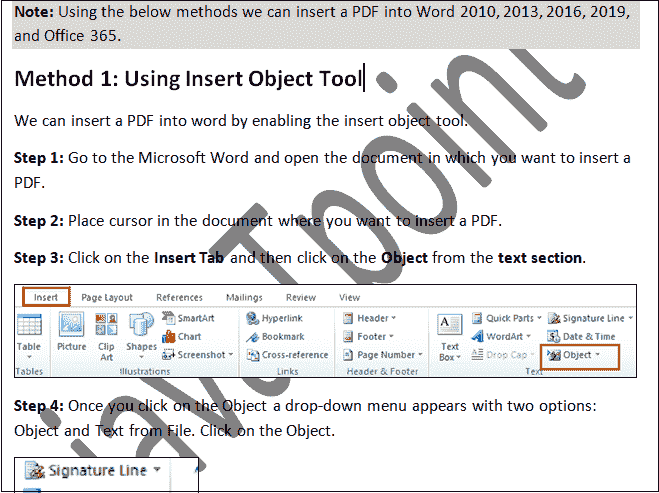 Note: Using the below methods we can insert a PDF into Word 2010, 2013, 2016, 2019,
and Office 365.
Method 1: Using Insert Object Tool
We can insert a PDF into word by enabling the insert object tool.
Step 1: Go to the Microsoft Word and open the document in which you want to insert a
PDF.
Step 2: Place cursor in the document where you want to insert a PDF.
Step 3: Click on the Insert Tab and then click on the Object from the text section.
Insert Page Layout References Mailings Review View
Table
Tables
Picture
Clip Art
Shapes
SmartArt
Chart
Screenshot
Illustrations
Hyperlink
Bookmark
Cross-reference
Links
Header
Footer
Page Number
Header & Footer
Text Box
Quick Parts
WordArt
Drop Cap
Signature Line
Date & Time
Object
Text
Step 4: Once you click on the Object a drop-down menu appears with two options:
Object and Text from File. Click on the Object.
Signature Line
JavaTpoint